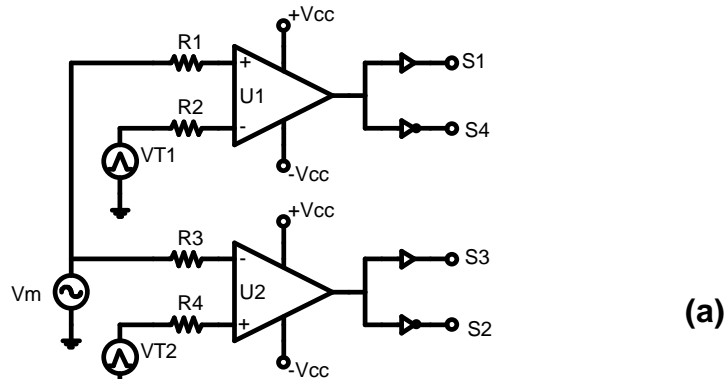 +Vcc
R1
+
U1
S1
R2
-
S4
VT1
-Vcc
+Vcc
R3
-
U2
S3
Vm
R4
+
S2
(a)
VT2
-Vcc